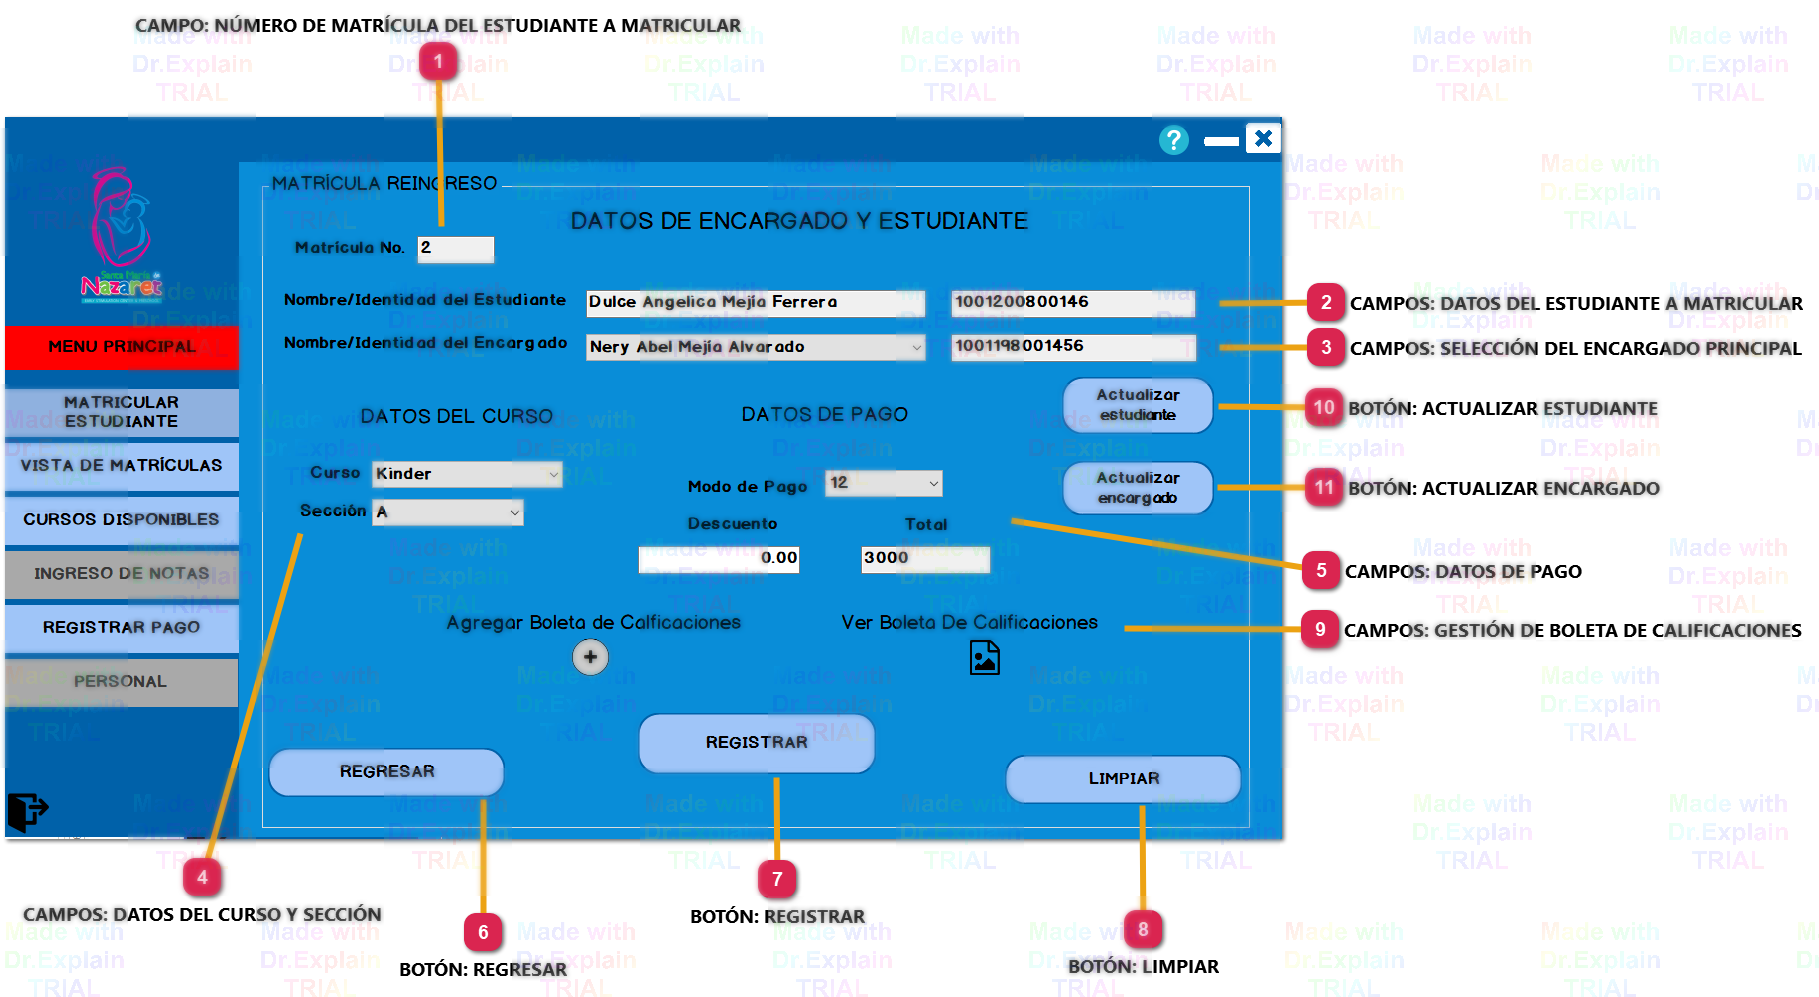 CAMPO: NÚMERO DE MATRÍCULA DEL ESTUDIANTE A MATRICULAR
1
?
MATRÍCULA REINGRESO
DATOS DE ENCARGADO Y ESTUDIANTE
Matrícula No. 2
Santa María de
Nazaret
Nombre/Identidad del Estudiante Dulce Angelica Mejía Ferrera 1001200800146
2 CAMPOS: DATOS DEL ESTUDIANTE A MATRICULAR
Nombre/Identidad del Encargado Nery Abel Mejía Alvarado 1001198001456
3 CAMPOS: SELECCIÓN DEL ENCARGADO PRINCIPAL
MENU PRINCIPAL
MATRICULAR
ESTUDIANTE
VISTA DE MATRÍCULAS
CURSOS DISPONIBLES
INGRESO DE NOTAS
REGISTRAR PAGO
PERSONAL
DATOS DEL CURSO
Curso Kinder
Sección A
DATOS DE PAGO
Modo de Pago 12
Descuento Total
0.00 3000
Actualizar
estudiante
10 BOTÓN: ACTUALIZAR ESTUDIANTE
Actualizar
encargado
11 BOTÓN: ACTUALIZAR ENCARGADO
5 CAMPOS: DATOS DE PAGO
Agregar Boleta de Calficaciones
Ver Boleta De Calificaciones
9 CAMPOS: GESTIÓN DE BOLETA DE CALIFICACIONES
REGRESAR
REGISTRAR
LIMPIAR
4
CAMPOS: DATOS DEL CURSO Y SECCIÓN
6
BOTÓN: REGRESAR
7
BOTÓN: REGISTRAR
8
BOTÓN: LIMPIAR
Made with
Dr.Explain
TRIAL